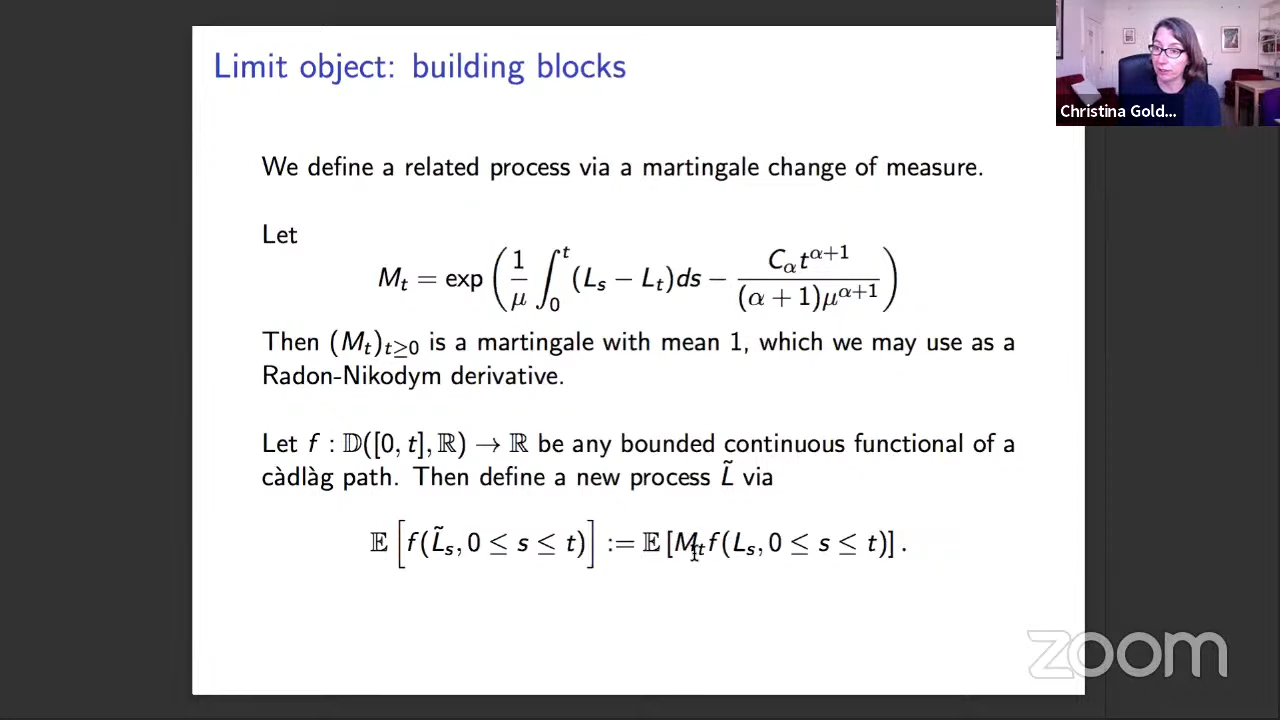 Limit object: building blocks
Christina Gold...
We define a related process via a martingale change of measure.
Let
M_t = exp ( 1/μ ∫_0^t (L_s − L_t)ds − C_α t^{α+1} / (α + 1)μ^{α+1} )
Then (M_t)_{t≥0} is a martingale with mean 1, which we may use as a
Radon-Nikodym derivative.
Let f : 𝔻([0, t], ℝ) → ℝ be any bounded continuous functional of a
càdlàg path. Then define a new process L̃ via
𝔼 [ f(L̃_s, 0 ≤ s ≤ t) ] := 𝔼 [M_t f(L_s, 0 ≤ s ≤ t)] .
zoom